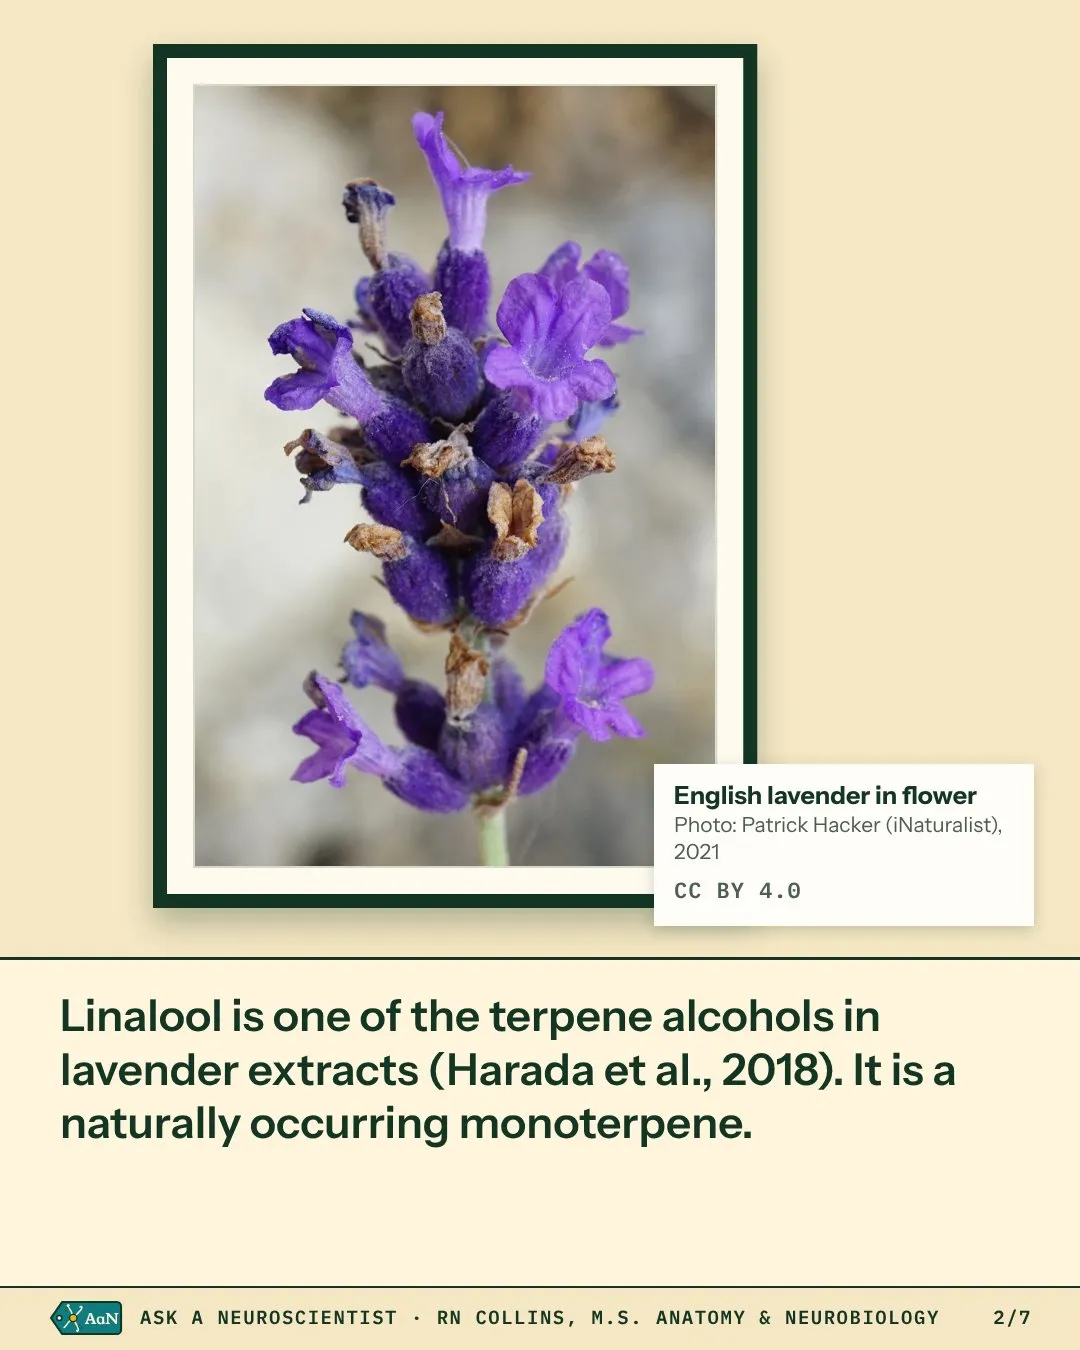 English lavender in flower
Photo: Patrick Hacker (iNaturalist),
2021
CC BY 4.0
Linalool is one of the terpene alcohols in
lavender extracts (Harada et al., 2018). It is a
naturally occurring monoterpene.
AaN
ASK A NEUROSCIENTIST · RN COLLINS, M.S. ANATOMY & NEUROBIOLOGY
2/7